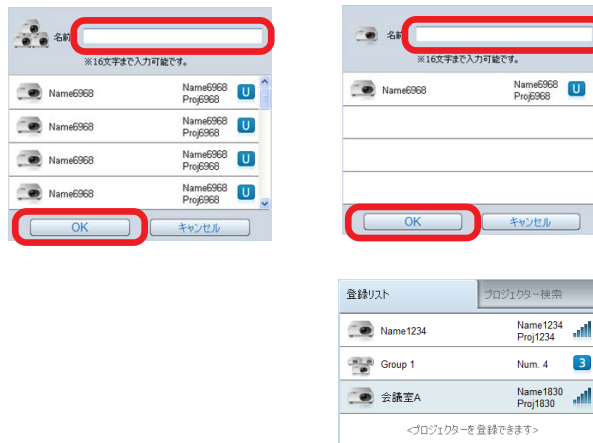 名前
※16文字まで入力可能です。
Name6968
Name6968
Proj6968
U
Name6968
Name6968
Proj6968
U
Name6968
Name6968
Proj6968
U
Name6968
Name6968
Proj6968
U
OK
キャンセル
名前
※16文字まで入力可能です。
Name6968
Name6968
Proj6968
U
OK
キャンセル
登録リスト
プロジェクター検索
Name1234
Name1234
Proj1234
Group 1
Num. 4
3
会議室A
Name1830
Proj1830
<プロジェクターを登録できます>